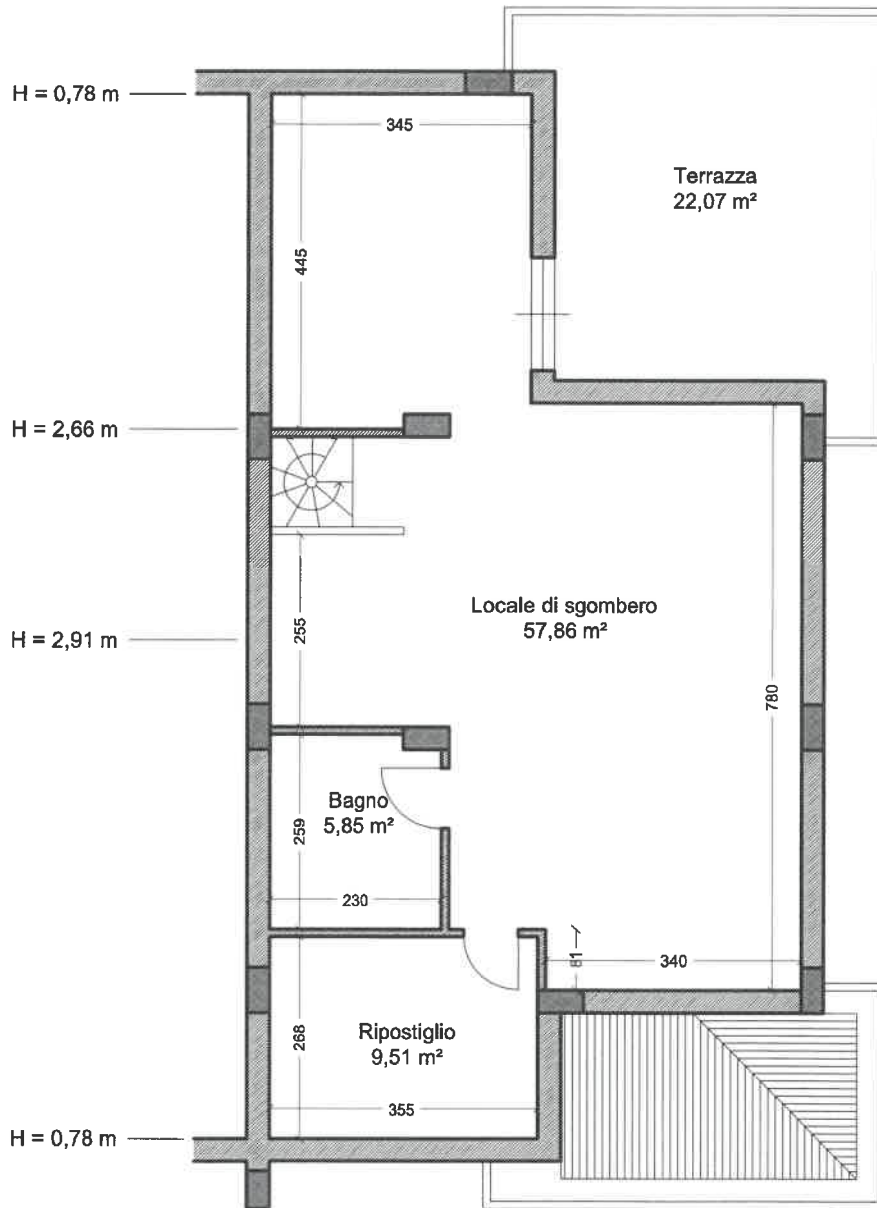 H = 0,78 m
345
Terrazza
22,07 m²
445
H = 2,66 m
Locale di sgombero
57,86 m²
255
H = 2,91 m
780
Bagno
5,85 m²
259
230
81
340
Ripostiglio
9,51 m²
268
355
H = 0,78 m